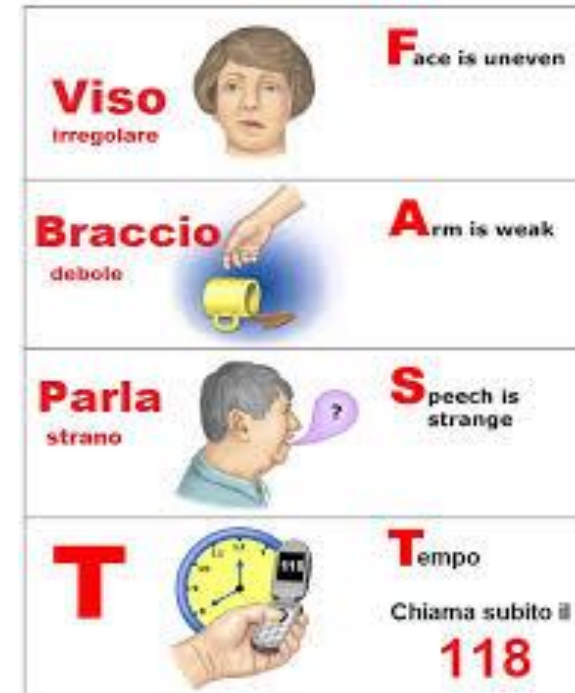 Viso
irregolare
Face is uneven
Braccio
debole
Arm is weak
Parla
strano
?
Speech is
strange
T
118
Tempo
Chiama subito il
118